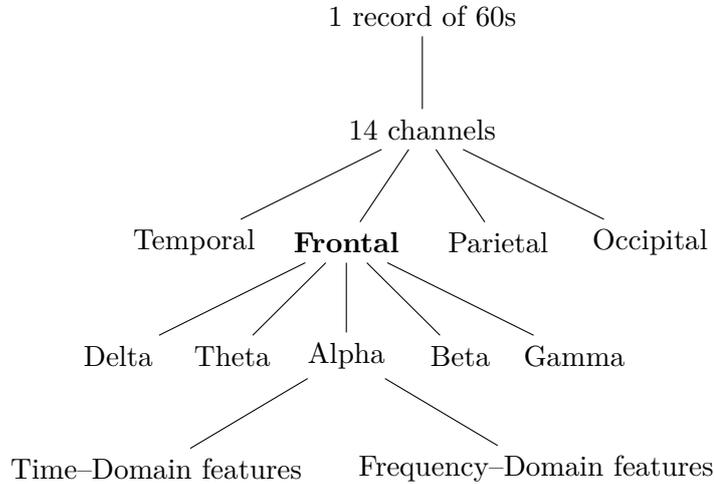 1 record of 60s
14 channels
Temporal Frontal Parietal Occipital
Delta Theta Alpha Beta Gamma
Time–Domain features Frequency–Domain features